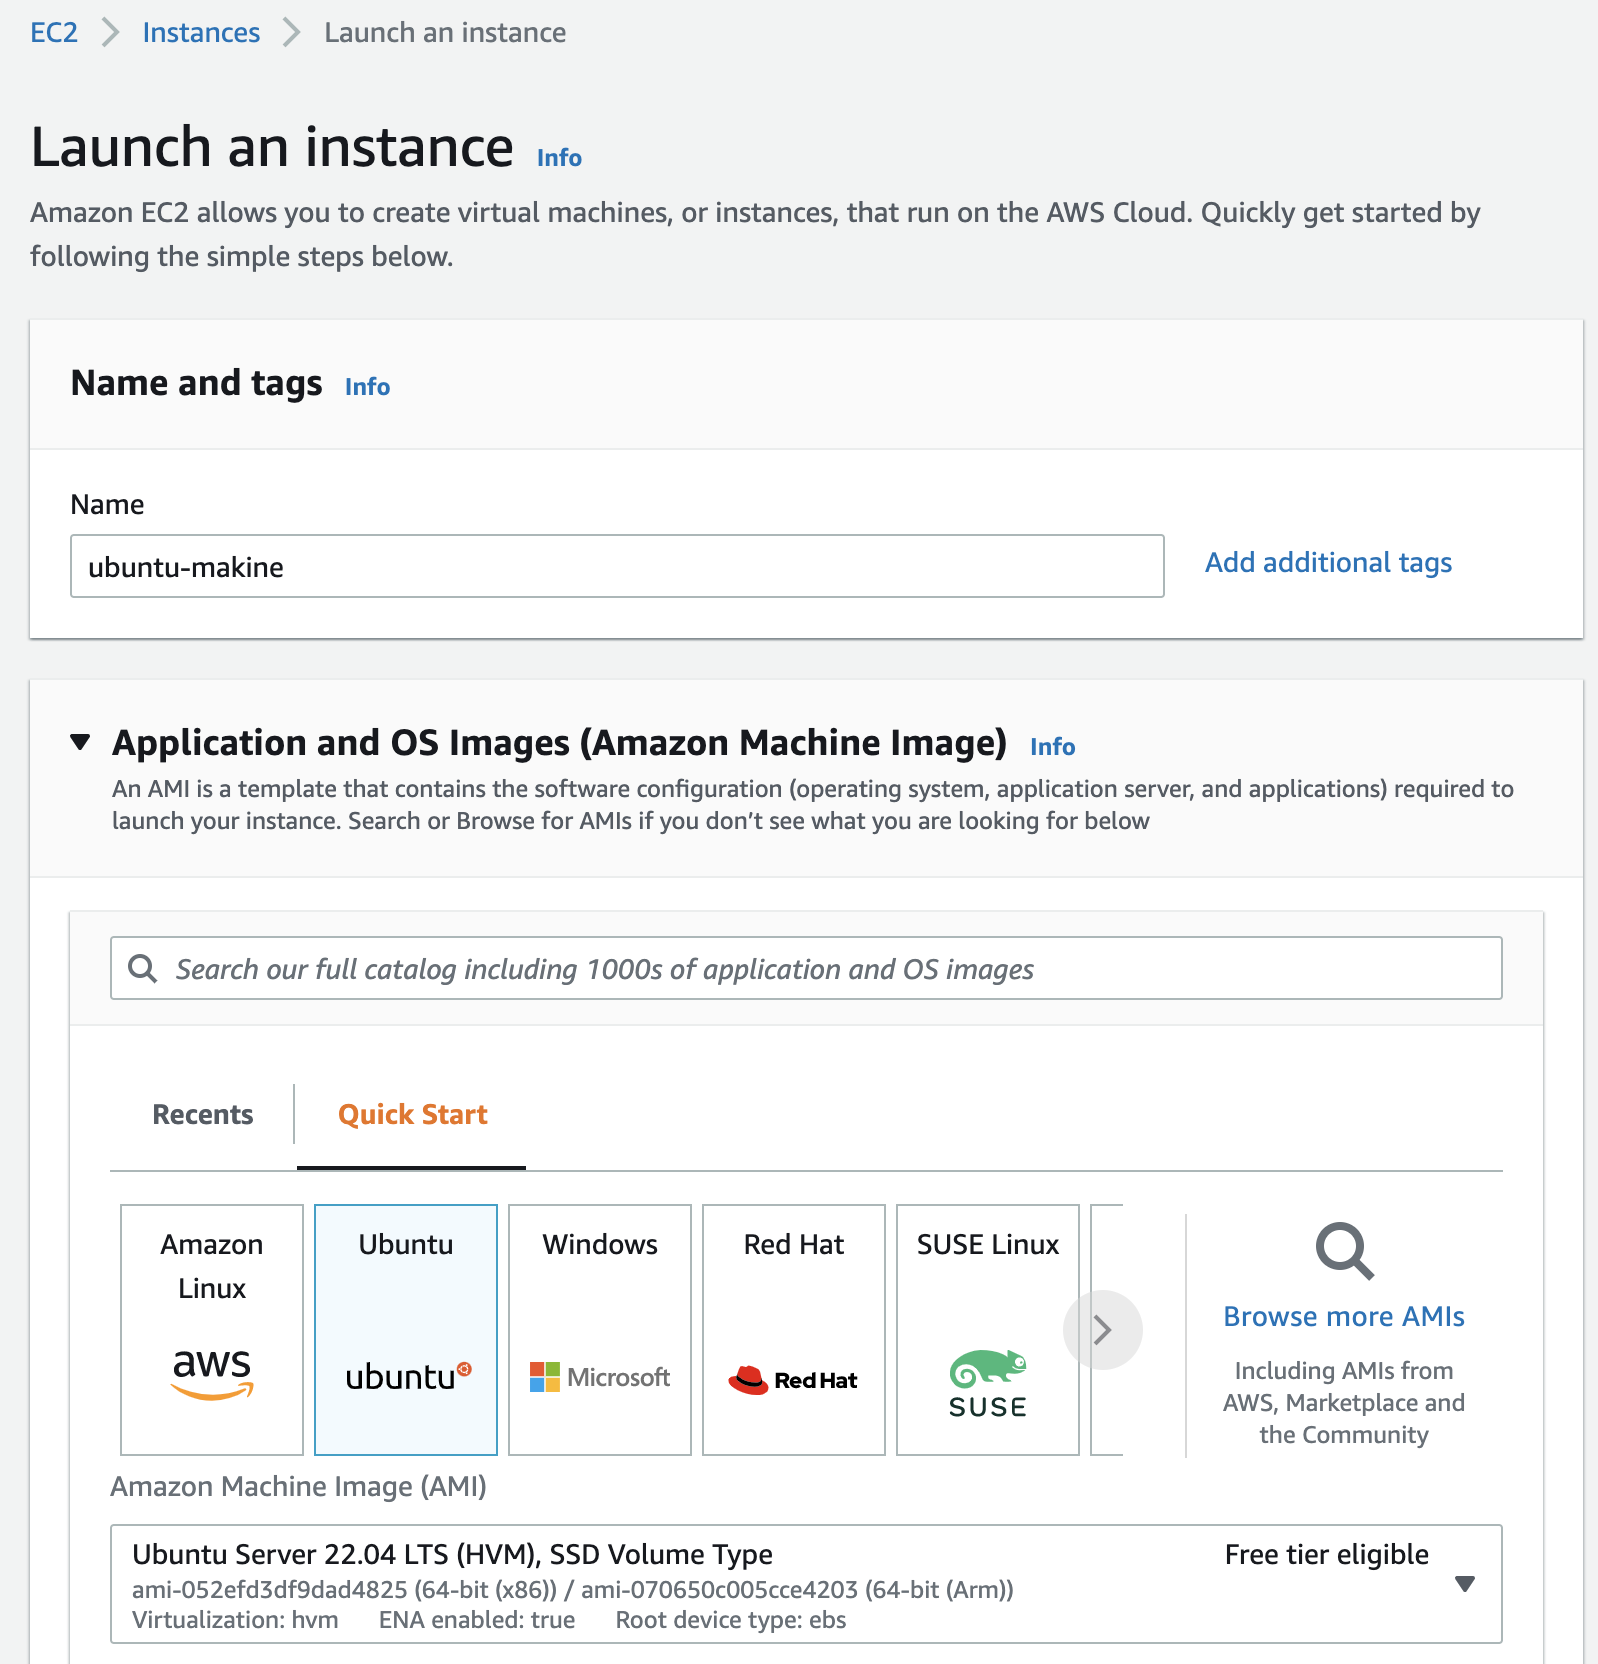 EC2 Instances Launch an instance
Launch an instance Info
Amazon EC2 allows you to create virtual machines, or instances, that run on the AWS Cloud. Quickly get started by
following the simple steps below.
Name and tags Info
Name
ubuntu-makine
Add additional tags
Application and OS Images (Amazon Machine Image) Info
An AMI is a template that contains the software configuration (operating system, application server, and applications) required to
launch your instance. Search or Browse for AMIs if you don’t see what you are looking for below
Search our full catalog including 1000s of application and OS images
Recents
Quick Start
Amazon
Linux
aws
Ubuntu
ubuntu
Windows
Microsoft
Red Hat
Red Hat
SUSE Linux
SUSE
Browse more AMIs
Including AMIs from
AWS, Marketplace and
the Community
Amazon Machine Image (AMI)
Ubuntu Server 22.04 LTS (HVM), SSD Volume Type Free tier eligible
ami-052efd3df9dad4825 (64-bit (x86)) / ami-070650c005cce4203 (64-bit (Arm))
Virtualization: hvm ENA enabled: true Root device type: ebs